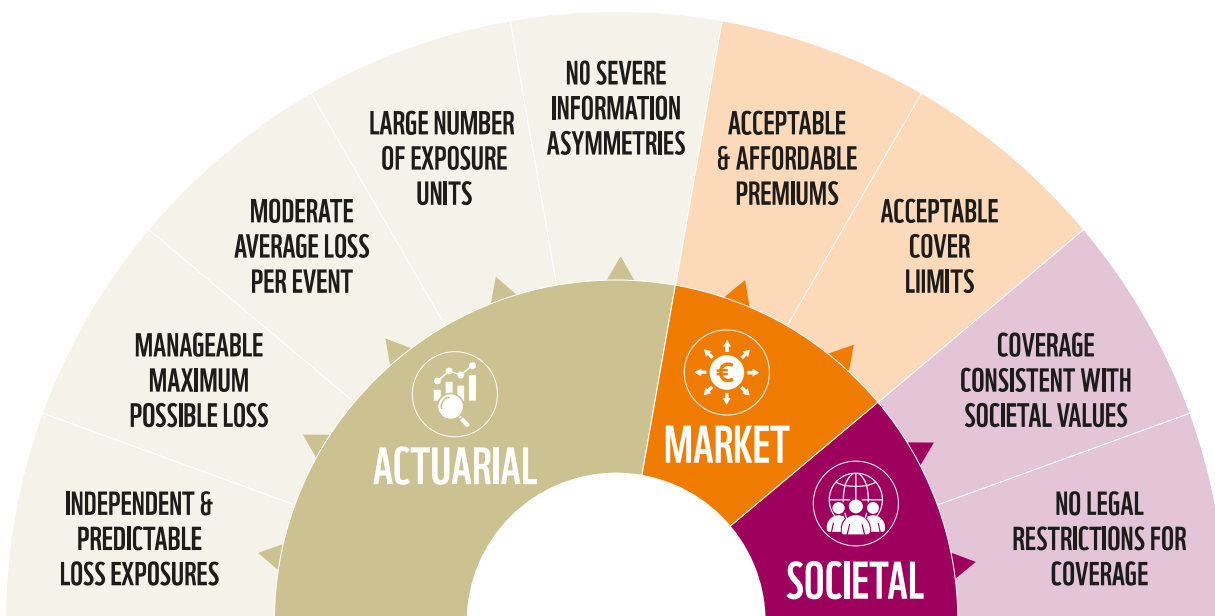 NO SEVERE
INFORMATION
ASYMMETRIES
LARGE NUMBER
OF EXPOSURE
UNITS
ACCEPTABLE
& AFFORDABLE
PREMIUMS
MODERATE
AVERAGE LOSS
PER EVENT
ACCEPTABLE
COVER
LIIMITS
MANAGEABLE
MAXIMUM
POSSIBLE LOSS
COVERAGE
CONSISTENT WITH
SOCIETAL VALUES
INDEPENDENT &
PREDICTABLE
LOSS EXPOSURES
NO LEGAL
RESTRICTIONS FOR
COVERAGE
€
ACTUARIAL
MARKET
SOCIETAL